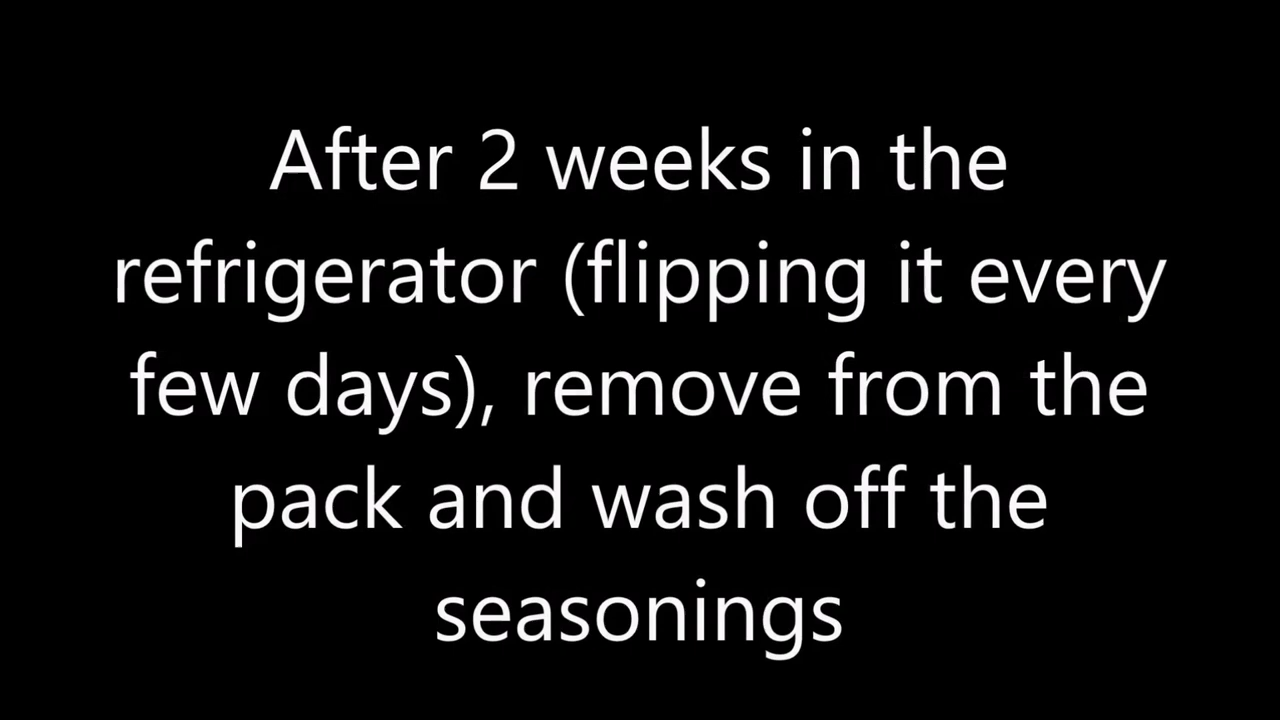 After 2 weeks in the
refrigerator (flipping it every
few days), remove from the
pack and wash off the
seasonings